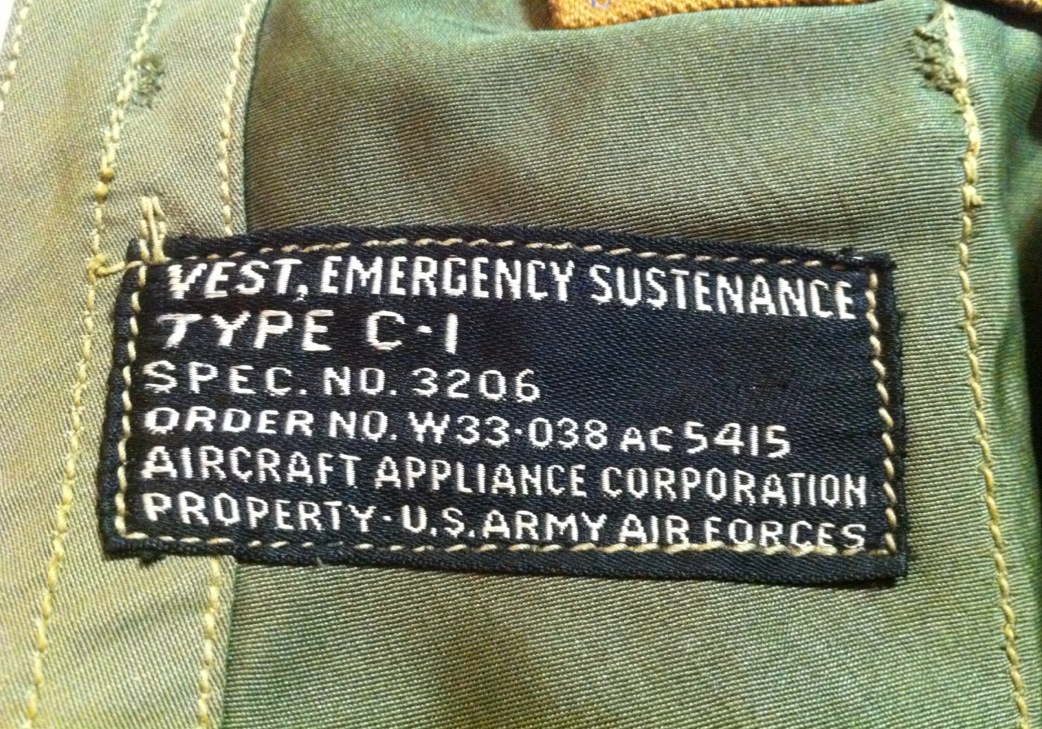 VEST, EMERGENCY SUSTENANCE
TYPE C-1
SPEC. NO. 3206
ORDER NO. W33-038 AC 5415
AIRCRAFT APPLIANCE CORPORATION
PROPERTY-U.S. ARMY AIR FORCES